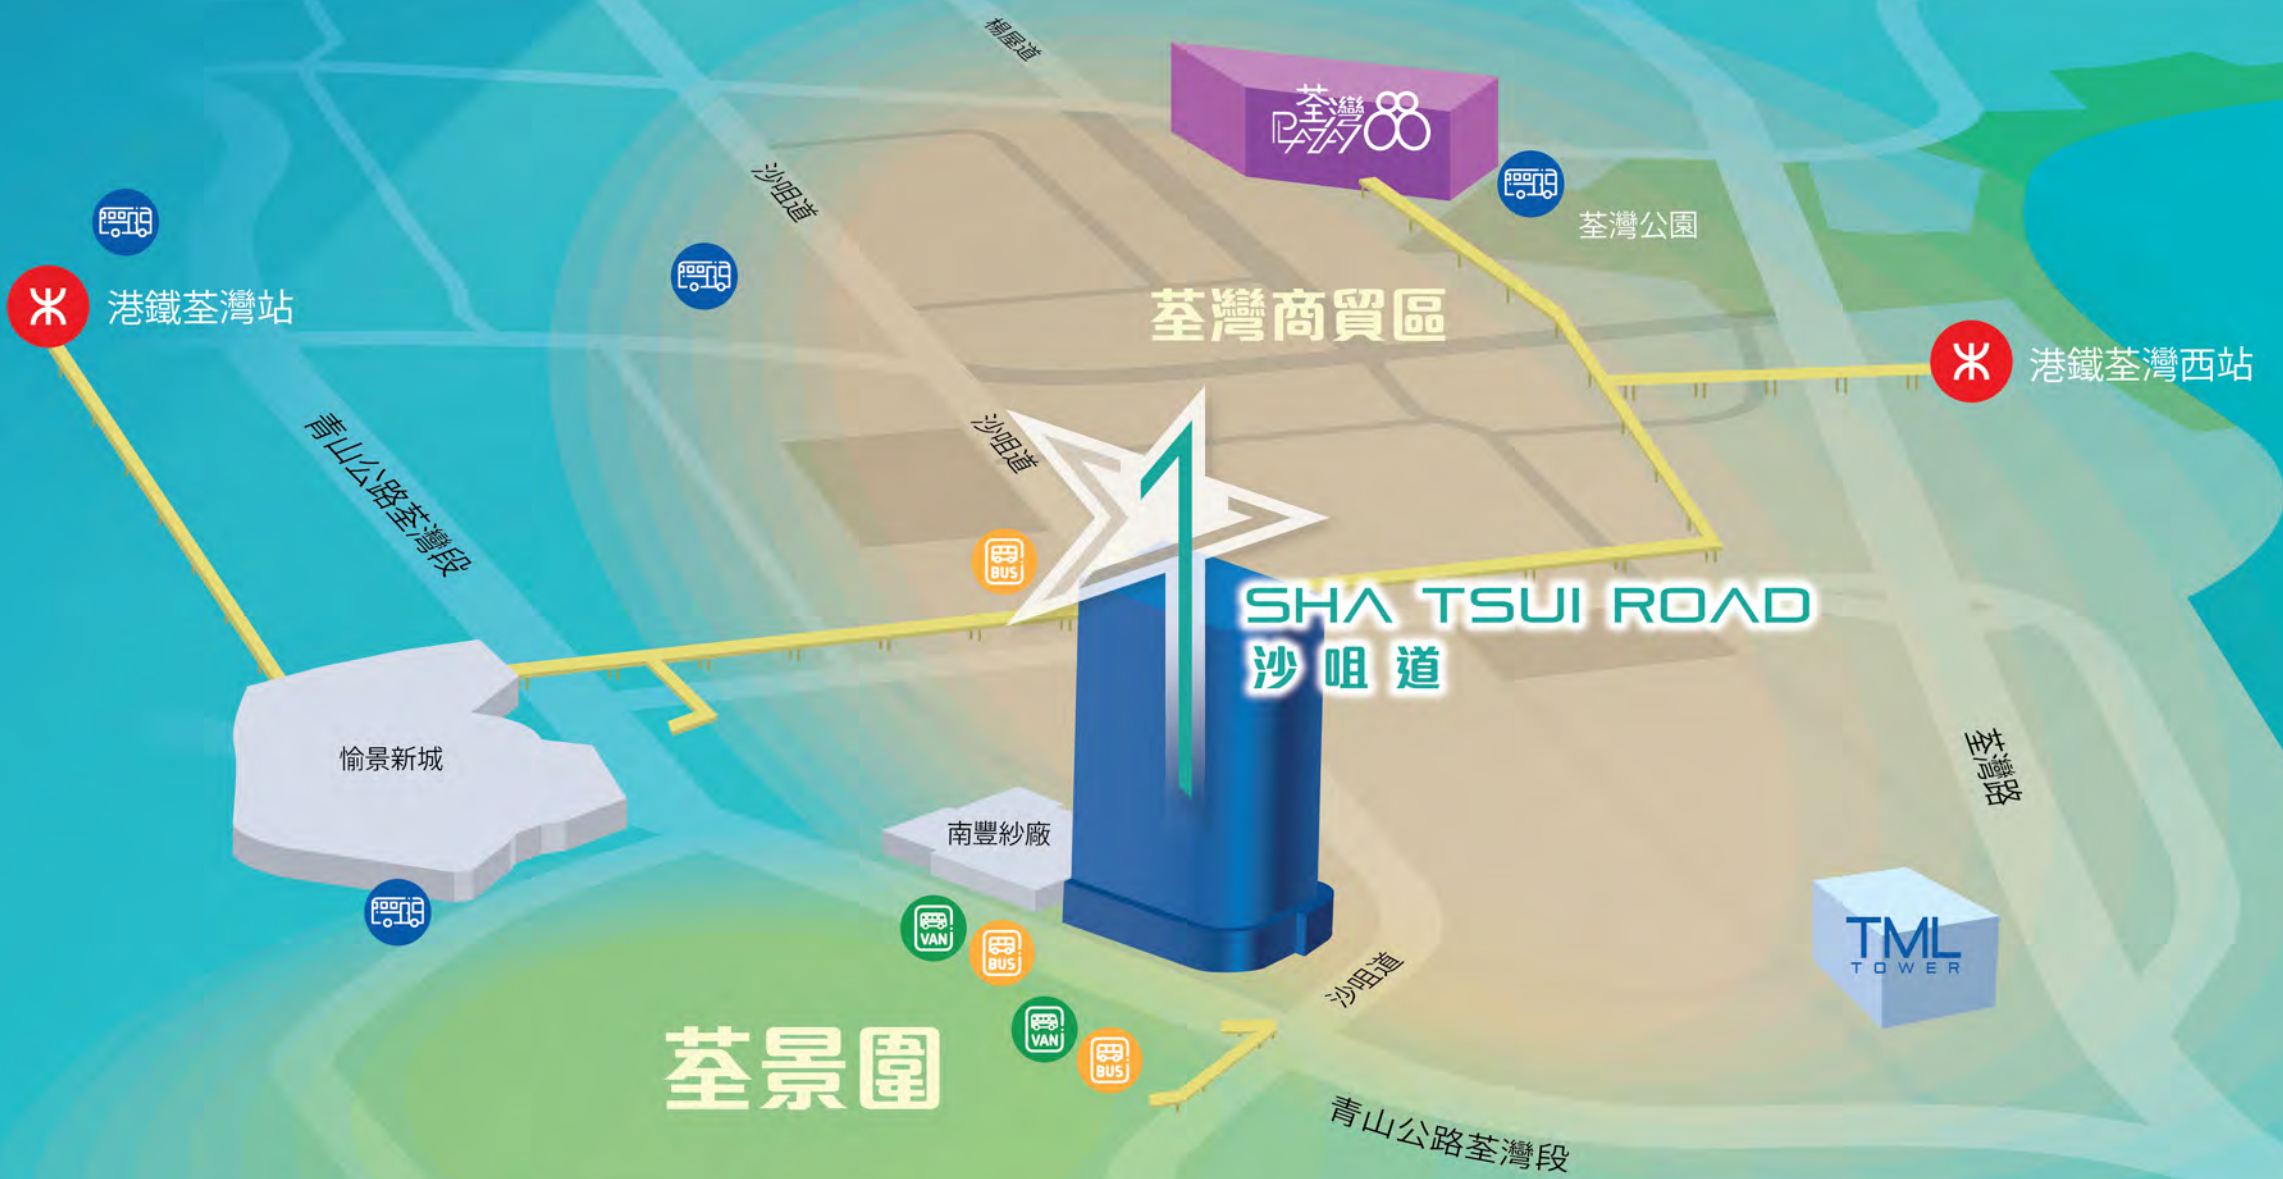 楊屋道
荃灣
PLAZA 88
沙咀道
荃灣公園
港鐵荃灣站
荃灣商貿區
港鐵荃灣西站
青山公路荃灣段
沙咀道
1
BUS
SHA TSUI ROAD
沙咀道
愉景新城
荃灣路
南豐紗廠
VAN
BUS
TML
TOWER
沙咀道
荃景圍
VAN
BUS
青山公路荃灣段